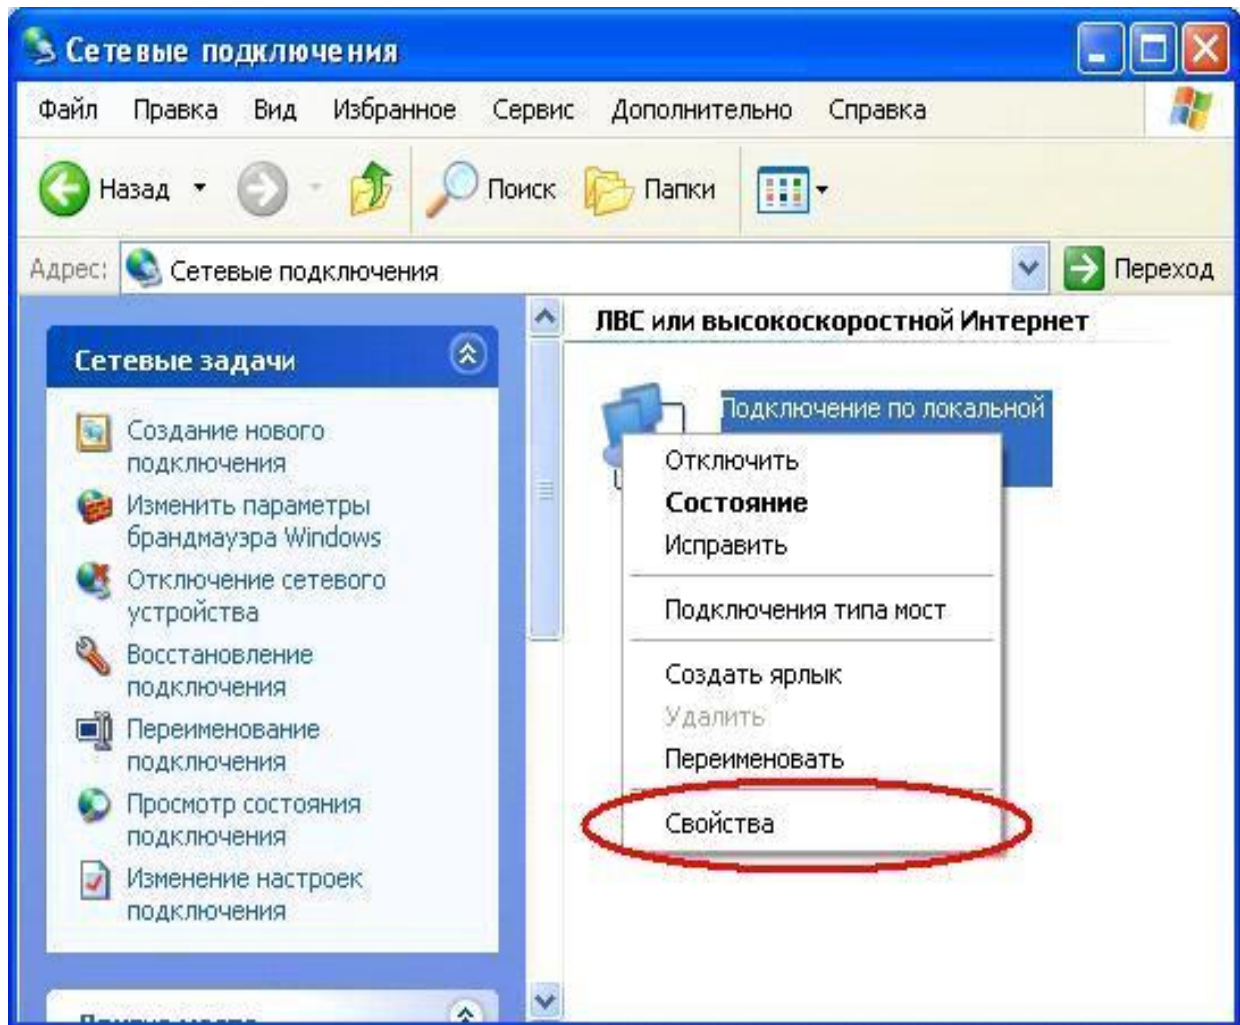 Сетевые подключения
Файл Правка Вид Избранное Сервис Дополнительно Справка
Назад Поиск Папки
Адрес: Сетевые подключения Переход
ЛВС или высокоскоростной Интернет
Сетевые задачи
Создание нового
подключения
Изменить параметры
брандмауэра Windows
Отключение сетевого
устройства
Восстановление
подключения
Переименование
подключения
Просмотр состояния
подключения
Изменение настроек
подключения
Подключение по локальной
Отключить
Состояние
Исправить
Подключения типа мост
Создать ярлык
Удалить
Переименовать
Свойства